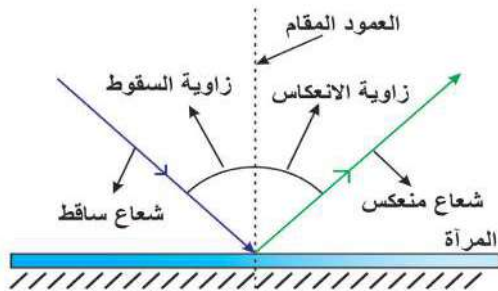 العمود المقام
زاوية السقوط
زاوية الانعكاس
شعاع ساقط
شعاع منعكس
المرآة